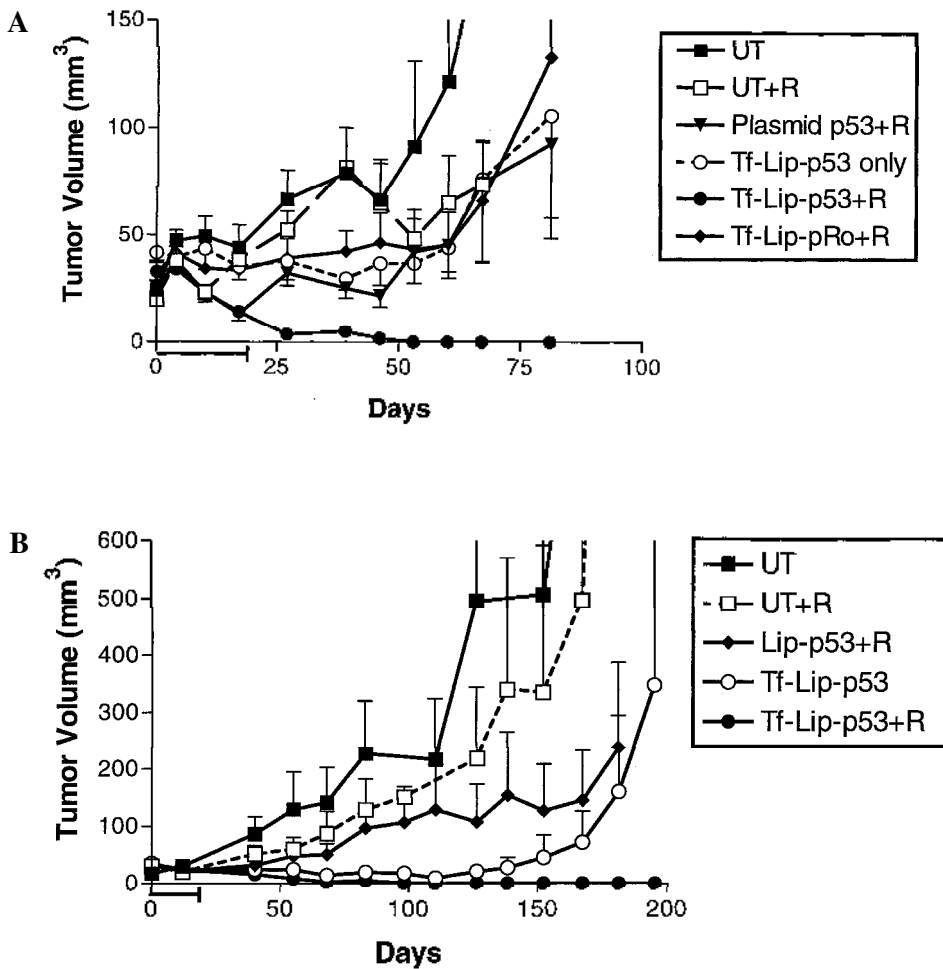 A
Tumor Volume (mm³)
150
100
50
0
0 25 50 75 100
Days
UT
UT+R
Plasmid p53+R
Tf-Lip-p53 only
Tf-Lip-p53+R
Tf-Lip-pRo+R
B
Tumor Volume (mm³)
600
500
400
300
200
100
0
0 50 100 150 200
Days
UT
UT+R
Lip-p53+R
Tf-Lip-p53
Tf-Lip-p53+R